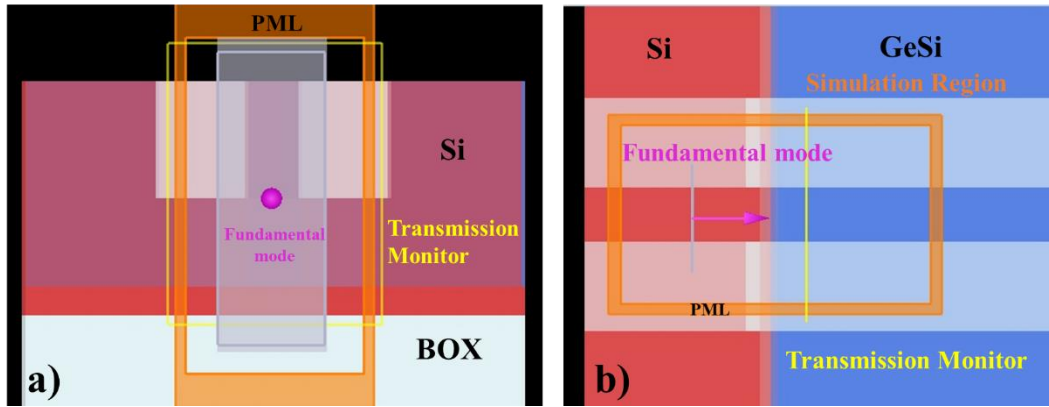 PML
Si
Fundamental
mode
Transmission
Monitor
BOX
a)
Si
GeSi
Simulation Region
Fundamental mode
PML
Transmission Monitor
b)